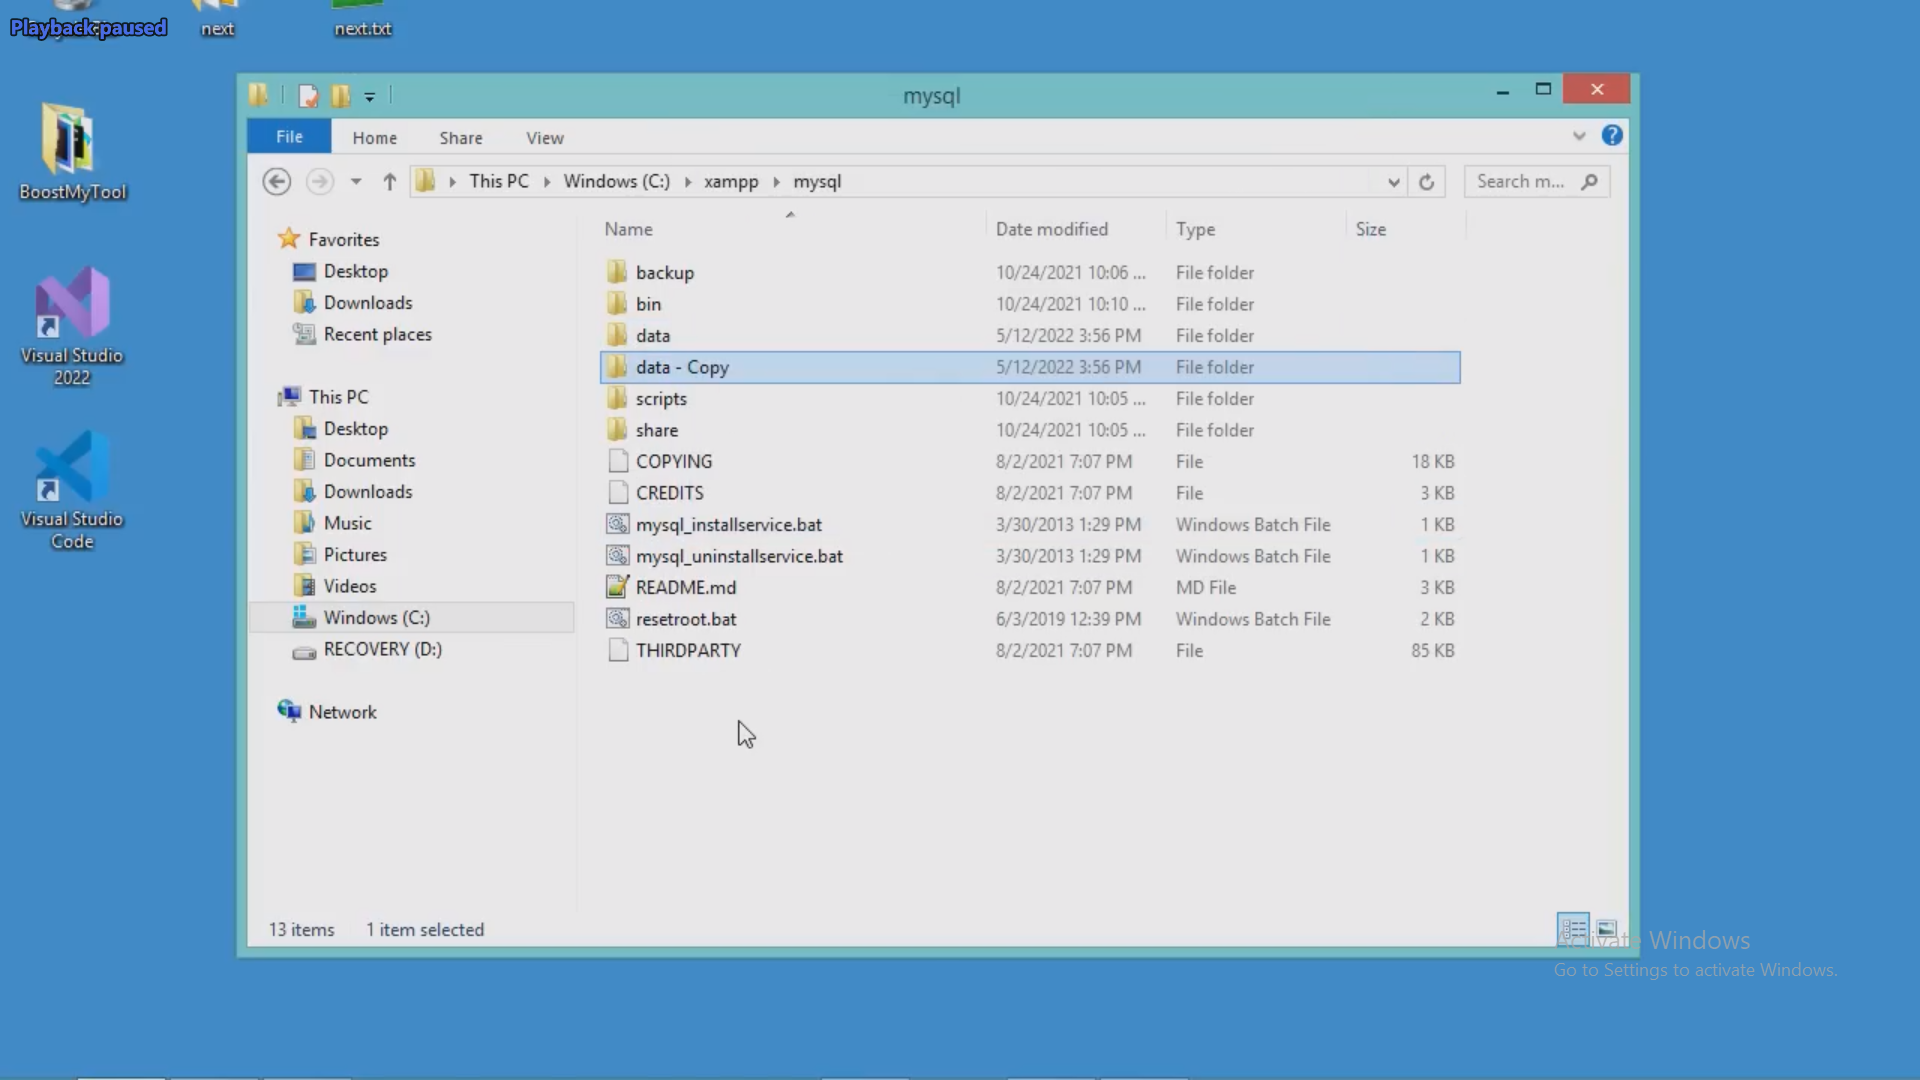 Playback paused
next
next.txt
BoostMyTool
Visual Studio
2022
Visual Studio
Code
mysql
File
Home
Share
View
This PC
Windows (C:)
xampp
mysql
Search m...
Favorites
Desktop
Downloads
Recent places
This PC
Desktop
Documents
Downloads
Music
Pictures
Videos
Windows (C:)
RECOVERY (D:)
Network
Name Date modified Type Size
backup 10/24/2021 10:06 ... File folder
bin 10/24/2021 10:10 ... File folder
data 5/12/2022 3:56 PM File folder
data - Copy 5/12/2022 3:56 PM File folder
scripts 10/24/2021 10:05 ... File folder
share 10/24/2021 10:05 ... File folder
COPYING 8/2/2021 7:07 PM File 18 KB
CREDITS 8/2/2021 7:07 PM File 3 KB
mysql_installservice.bat 3/30/2013 1:29 PM Windows Batch File 1 KB
mysql_uninstallservice.bat 3/30/2013 1:29 PM Windows Batch File 1 KB
README.md 8/2/2021 7:07 PM MD File 3 KB
resetroot.bat 6/3/2019 12:39 PM Windows Batch File 2 KB
THIRDPARTY 8/2/2021 7:07 PM File 85 KB
13 items 1 item selected
Activate Windows
Go to Settings to activate Windows.